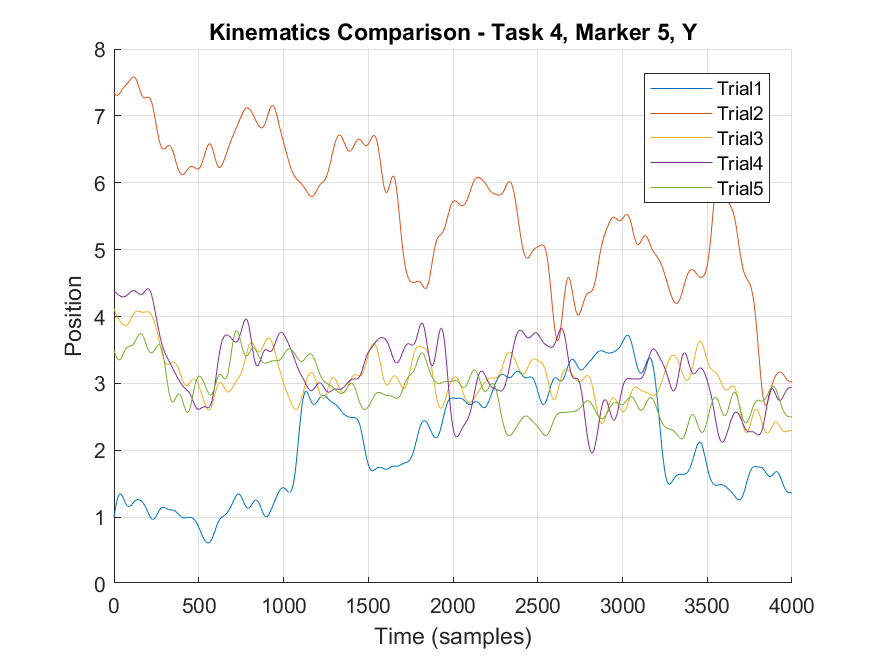 Kinematics Comparison - Task 4, Marker 5, Y
8
7
6
5
4
3
2
1
0
Position
Trial1
Trial2
Trial3
Trial4
Trial5
0 500 1000 1500 2000 2500 3000 3500 4000
Time (samples)